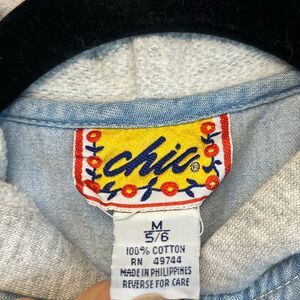 chic®
M
5/6
100% COTTON
RN 49744
MADE IN PHILIPPINES
REVERSE FOR CARE